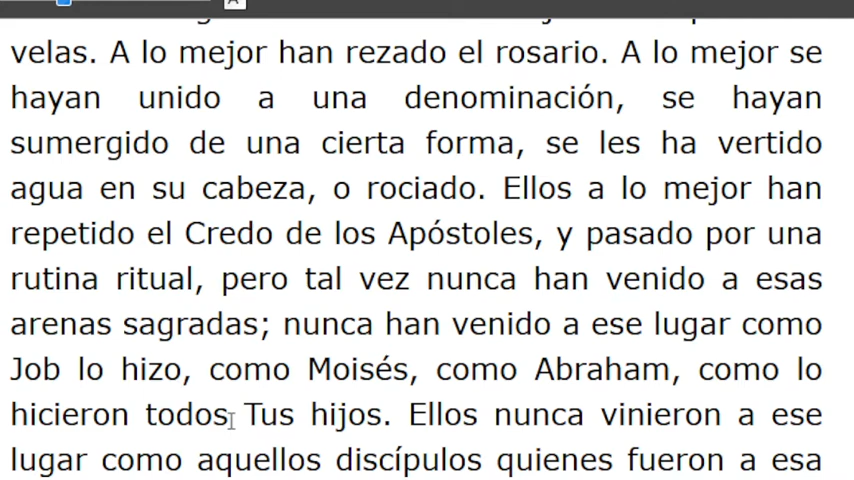 A
velas. A lo mejor han rezado el rosario. A lo mejor se
hayan unido a una denominación, se hayan
sumergido de una cierta forma, se les ha vertido
agua en su cabeza, o rociado. Ellos a lo mejor han
repetido el Credo de los Apóstoles, y pasado por una
rutina ritual, pero tal vez nunca han venido a esas
arenas sagradas; nunca han venido a ese lugar como
Job lo hizo, como Moisés, como Abraham, como lo
hicieron todos Tus hijos. Ellos nunca vinieron a ese
lugar como aquellos discípulos quienes fueron a esa